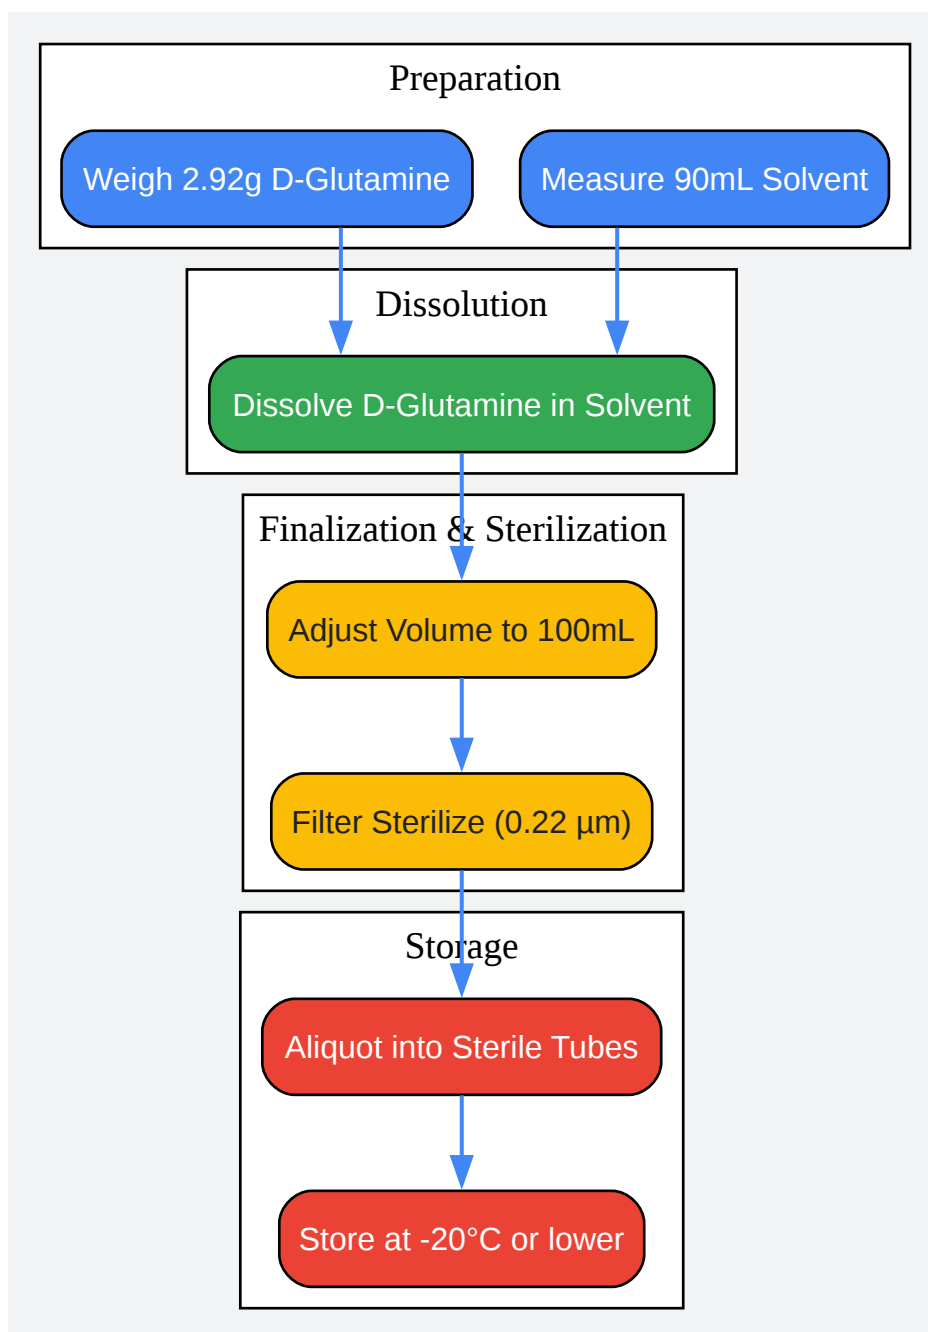 Preparation
Weigh 2.92g D-Glutamine
Measure 90mL Solvent
Dissolution
Dissolve D-Glutamine in Solvent
Finalization & Sterilization
Adjust Volume to 100mL
Filter Sterilize (0.22 µm)
Storage
Aliquot into Sterile Tubes
Store at -20°C or lower